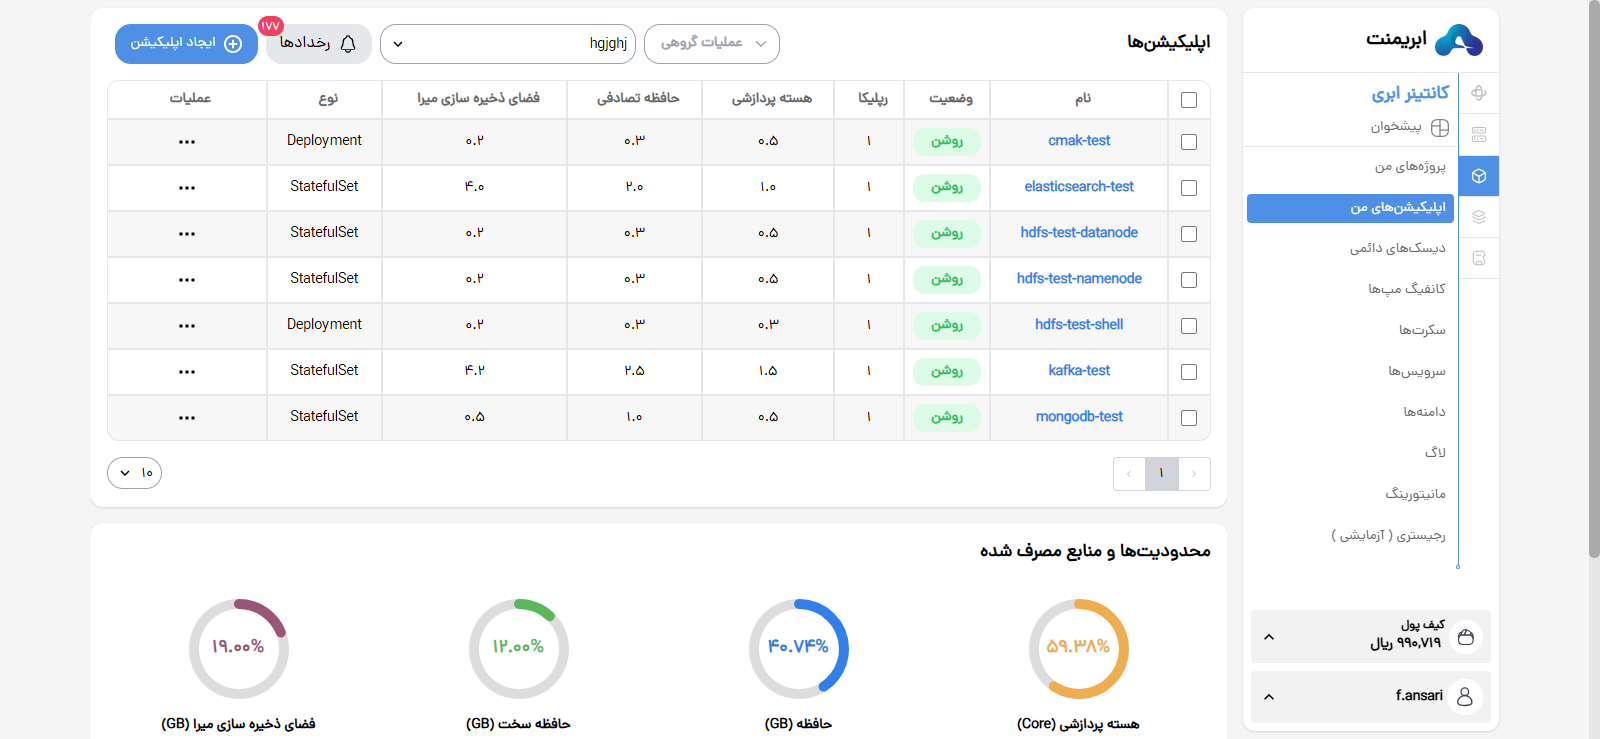 ابریمنت
کانتینر ابری
پیشخوان
پروژه‌های من
اپلیکیشن‌های من
دیسک‌های دائمی
کانفیگ مپ‌ها
سکرت‌ها
سرویس‌ها
دامنه‌ها
لاگ
مانیتورینگ
رجیستری ( آزمایشی )
کیف پول
۹۹۰,۷۱۹ ریال
f.ansari
اپلیکیشن‌ها
عملیات گروهی
hgjghj
رخدادها
۱۷۷
ایجاد اپلیکیشن
نام وضعیت رپلیکا هسته پردازشی حافظه تصادفی فضای ذخیره سازی میرا نوع عملیات
cmak-test روشن ۱ ۰.۵ ۰.۳ ۰.۲ Deployment
elasticsearch-test روشن ۱ ۱.۰ ۲.۰ ۴.۰ StatefulSet
hdfs-test-datanode روشن ۱ ۰.۵ ۰.۳ ۰.۲ StatefulSet
hdfs-test-namenode روشن ۱ ۰.۵ ۰.۳ ۰.۲ StatefulSet
hdfs-test-shell روشن ۱ ۰.۳ ۰.۳ ۰.۲ Deployment
kafka-test روشن ۱ ۱.۵ ۲.۵ ۴.۲ StatefulSet
mongodb-test روشن ۱ ۰.۵ ۱.۰ ۰.۵ StatefulSet
۱
۱۰
محدودیت‌ها و منابع مصرف شده
۵۹.۳۸% ۴۰.۷۴% ۱۲.۰۰% ۱۹.۰۰%
هسته پردازشی (Core) حافظه (GB) حافظه سخت (GB) فضای ذخیره سازی میرا (GB)